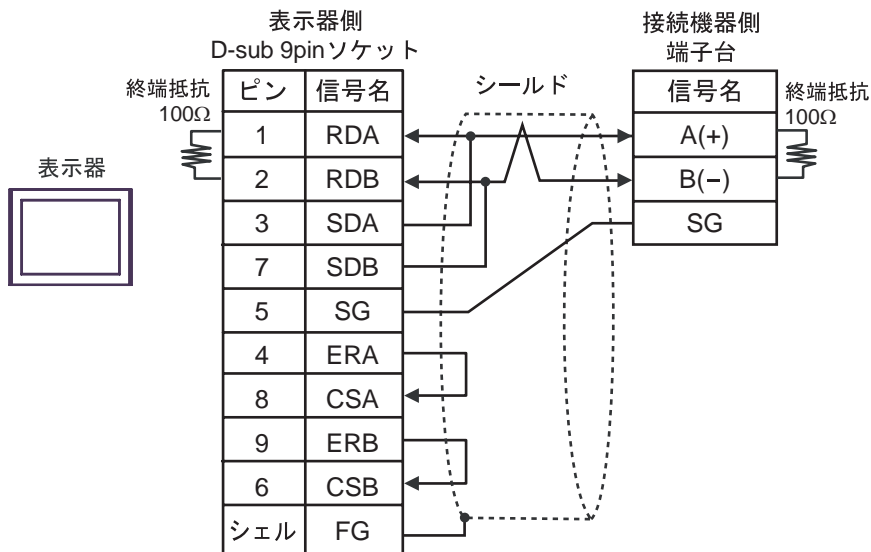 表示器側
D-sub 9pinソケット
接続機器側
端子台
終端抵抗
100Ω
ピン 信号名
シールド
信号名
終端抵抗
100Ω
1 RDA
A(+)
2 RDB
B(−)
表示器
3 SDA
SG
7 SDB
5 SG
4 ERA
8 CSA
9 ERB
6 CSB
シェル FG